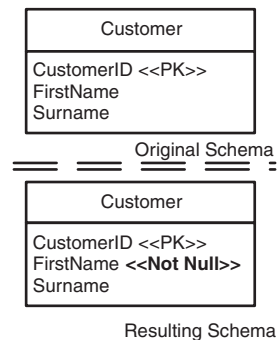 Customer
CustomerID <<PK>>
FirstName
Surname
Original Schema
Customer
CustomerID <<PK>>
FirstName <<Not Null>>
Surname
Resulting Schema